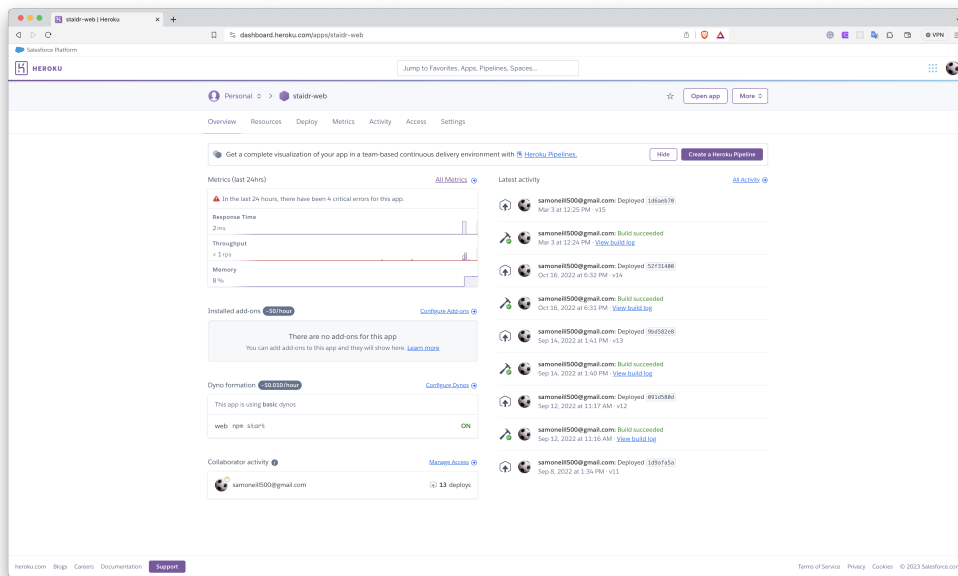 staidr-web | Heroku
dashboard.heroku.com/apps/staidr-web
VPN
Salesforce Platform
HEROKU
Jump to Favorites, Apps, Pipelines, Spaces...
Personal > staidr-web
Open app
More
Overview Resources Deploy Metrics Activity Access Settings
Get a complete visualization of your app in a team-based continuous delivery environment with Heroku Pipelines.
Hide
Create a Heroku Pipeline
Metrics (last 24hrs)
All Metrics
In the last 24 hours, there have been 4 critical errors for this app.
Response Time
2 ms
Throughput
< 1 rps
Memory
8 %
Installed add-ons ~$0/hour
Configure Add-ons
There are no add-ons for this app
You can add add-ons to this app and they will show here. Learn more
Dyno formation ~$0.010/hour
Configure Dynos
This app is using basic dynos
web npm start
ON
Collaborator activity
Manage Access
samoneill500@gmail.com
13 deploys
Latest activity
All Activity
samoneill500@gmail.com: Deployed 1d6aeb70
Mar 3 at 12:25 PM · v15
samoneill500@gmail.com: Build succeeded
Mar 3 at 12:24 PM · View build log
samoneill500@gmail.com: Deployed 52f31400
Oct 16, 2022 at 6:32 PM · v14
samoneill500@gmail.com: Build succeeded
Oct 16, 2022 at 6:31 PM · View build log
samoneill500@gmail.com: Deployed 9bd502e8
Sep 14, 2022 at 1:41 PM · v13
samoneill500@gmail.com: Build succeeded
Sep 14, 2022 at 1:40 PM · View build log
samoneill500@gmail.com: Deployed 091d500d
Sep 12, 2022 at 11:17 AM · v12
samoneill500@gmail.com: Build succeeded
Sep 12, 2022 at 11:16 AM · View build log
samoneill500@gmail.com: Deployed 1d9afa5a
Sep 8, 2022 at 1:34 PM · v11
heroku.com Blogs Careers Documentation Support
Terms of Service Privacy Cookies © 2023 Salesforce.com